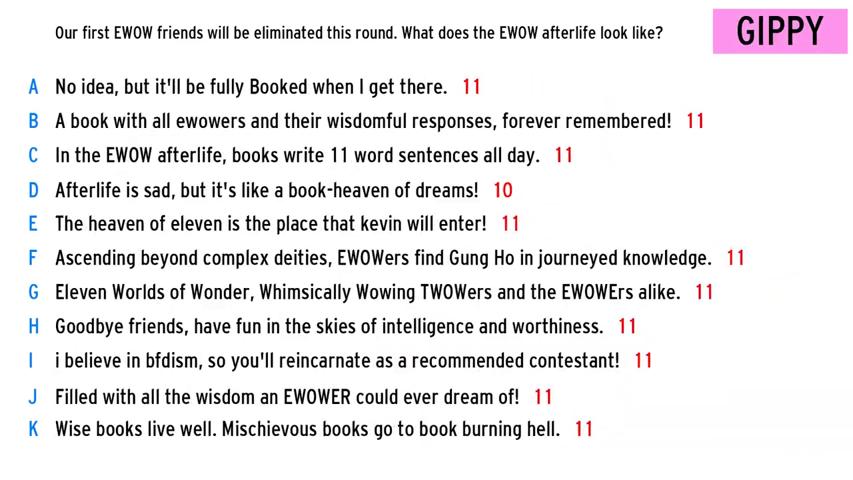 Our first EWOW friends will be eliminated this round. What does the EWOW afterlife look like?
GIPPY
A No idea, but it'll be fully Booked when I get there. 11
B A book with all ewowers and their wisdomful responses, forever remembered! 11
C In the EWOW afterlife, books write 11 word sentences all day. 11
D Afterlife is sad, but it's like a book-heaven of dreams! 10
E The heaven of eleven is the place that kevin will enter! 11
F Ascending beyond complex deities, EWOWers find Gung Ho in journeyed knowledge. 11
G Eleven Worlds of Wonder, Whimsically Wowing TWOWers and the EWOWErs alike. 11
H Goodbye friends, have fun in the skies of intelligence and worthiness. 11
I i believe in bfdism, so you'll reincarnate as a recommended contestant! 11
J Filled with all the wisdom an EWOWER could ever dream of! 11
K Wise books live well. Mischievous books go to book burning hell. 11